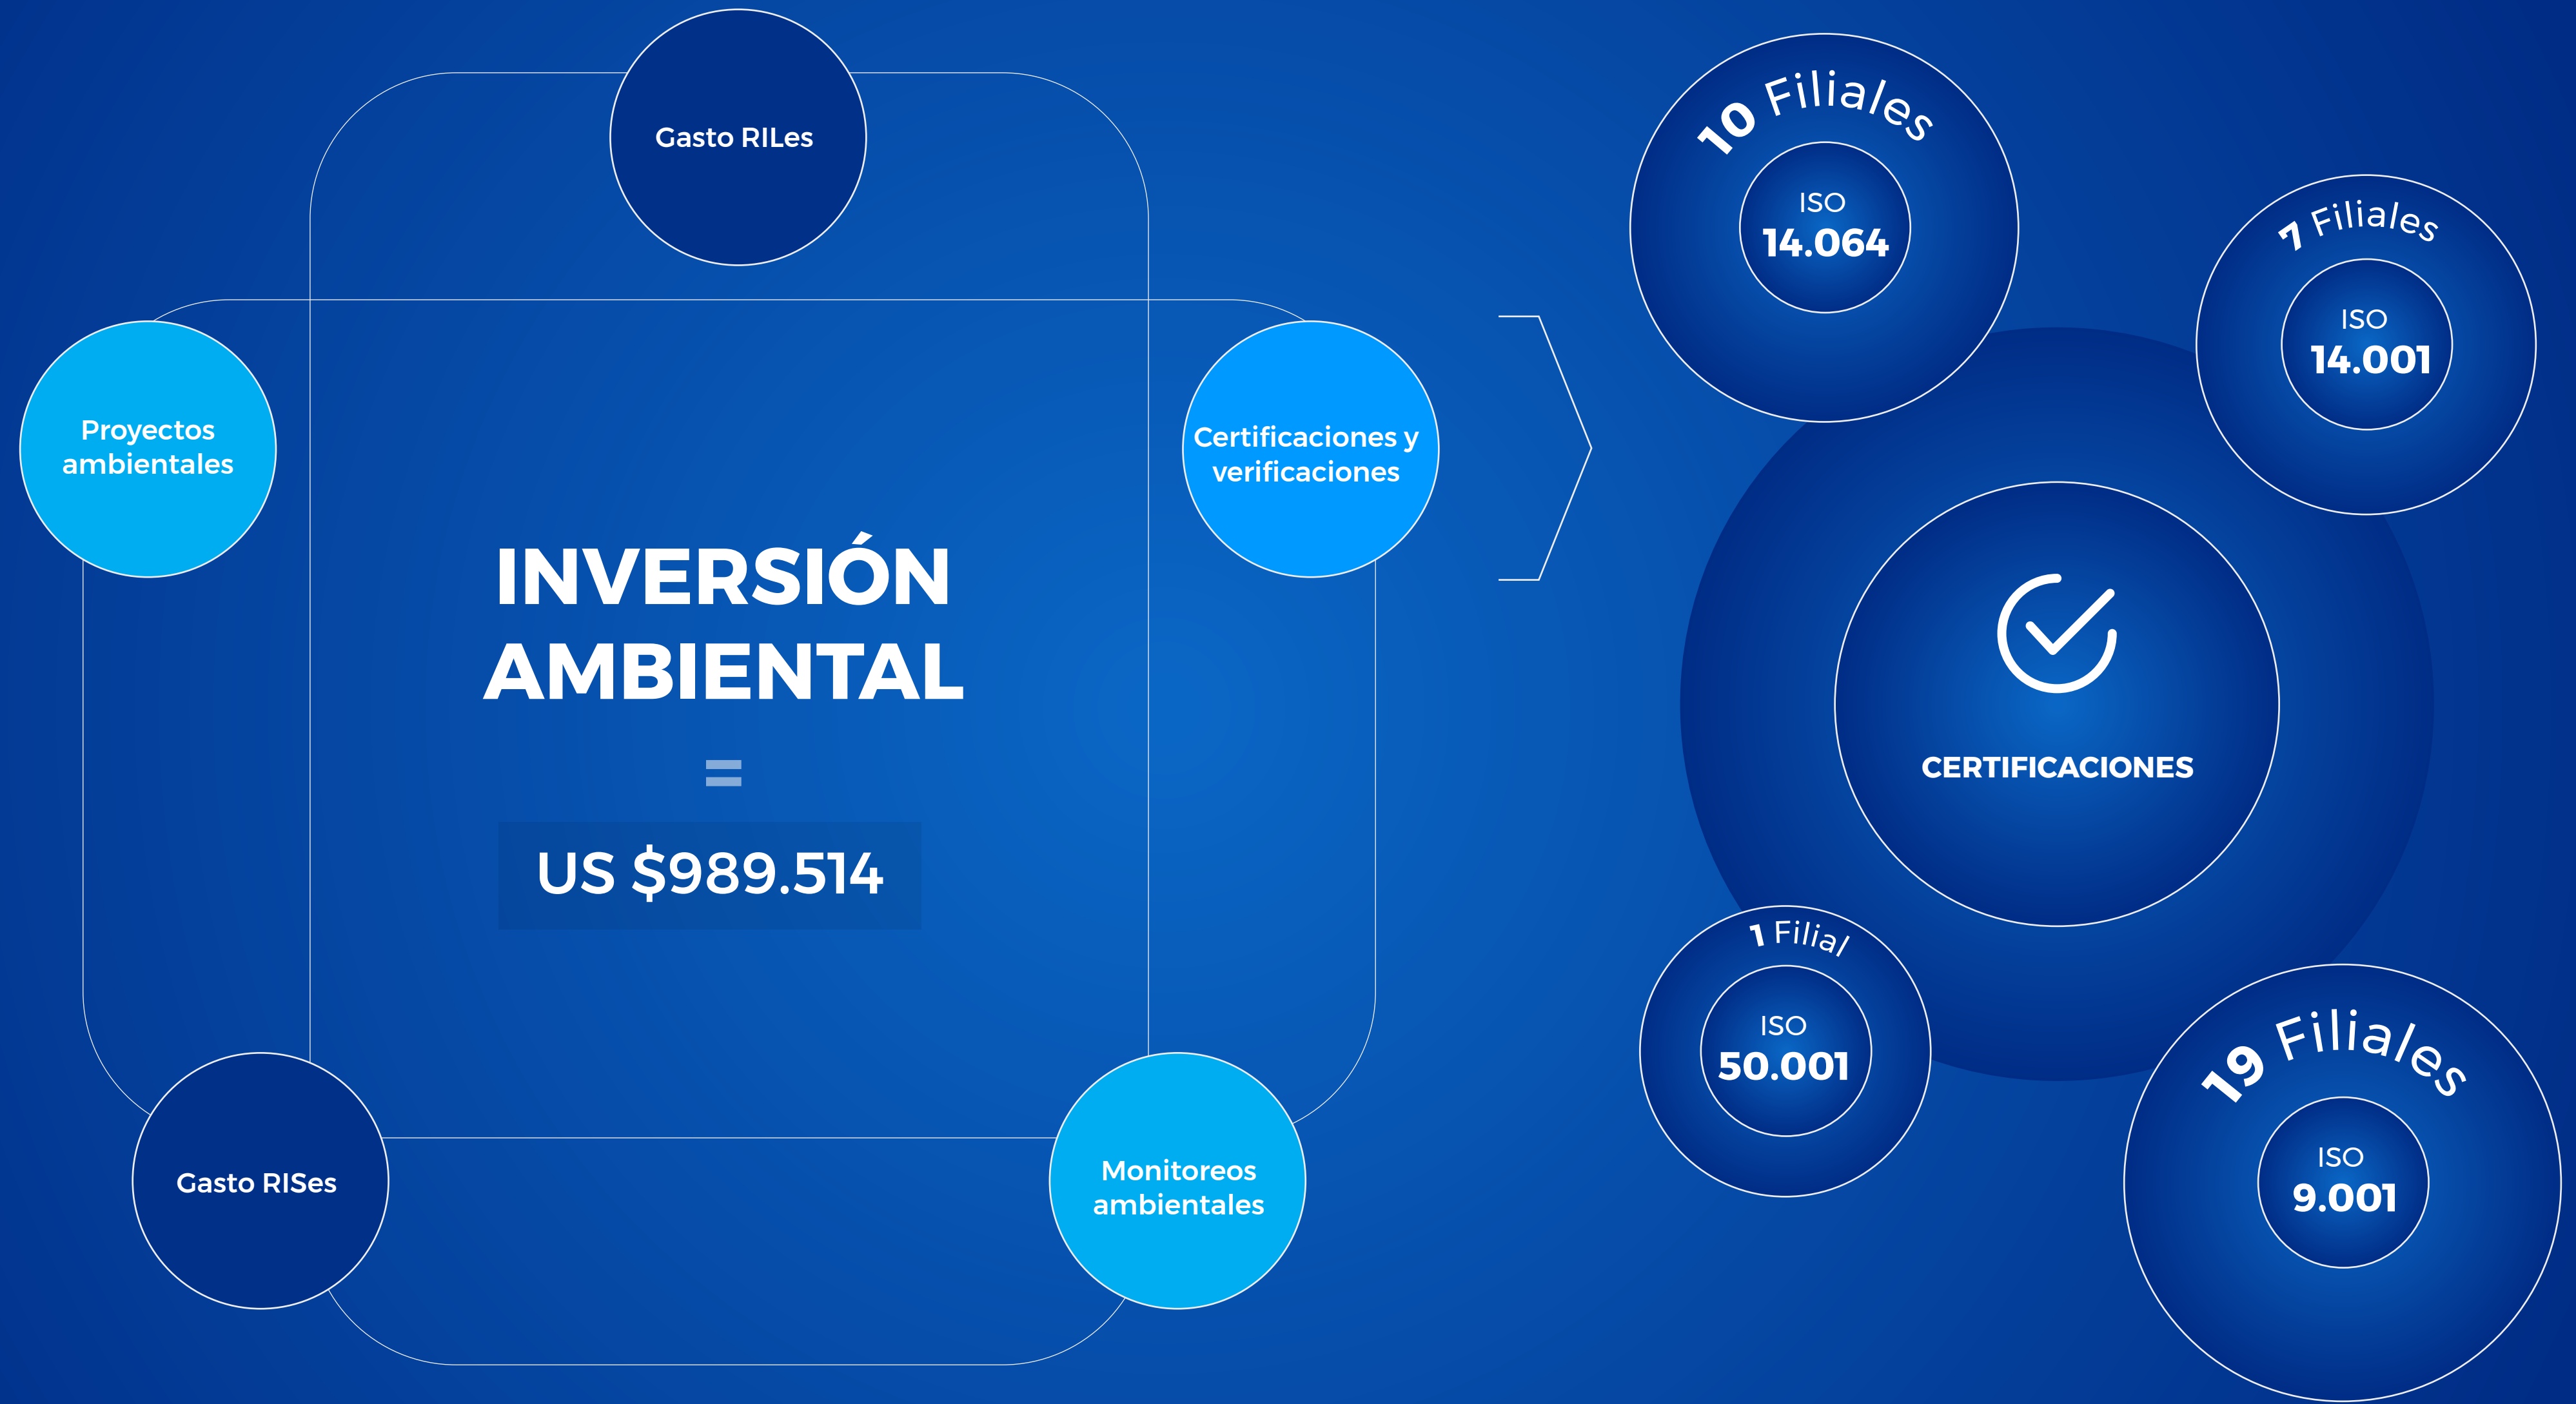 Gasto RILes
Proyectos
ambientales
Certificaciones y
verificaciones
INVERSIÓN
AMBIENTAL
=
US $989.514
Gasto RISes
Monitoreos
ambientales
10 Filiales
ISO
14.064
7 Filiales
ISO
14.001
CERTIFICACIONES
1 Filial
ISO
50.001
19 Filiales
ISO
9.001